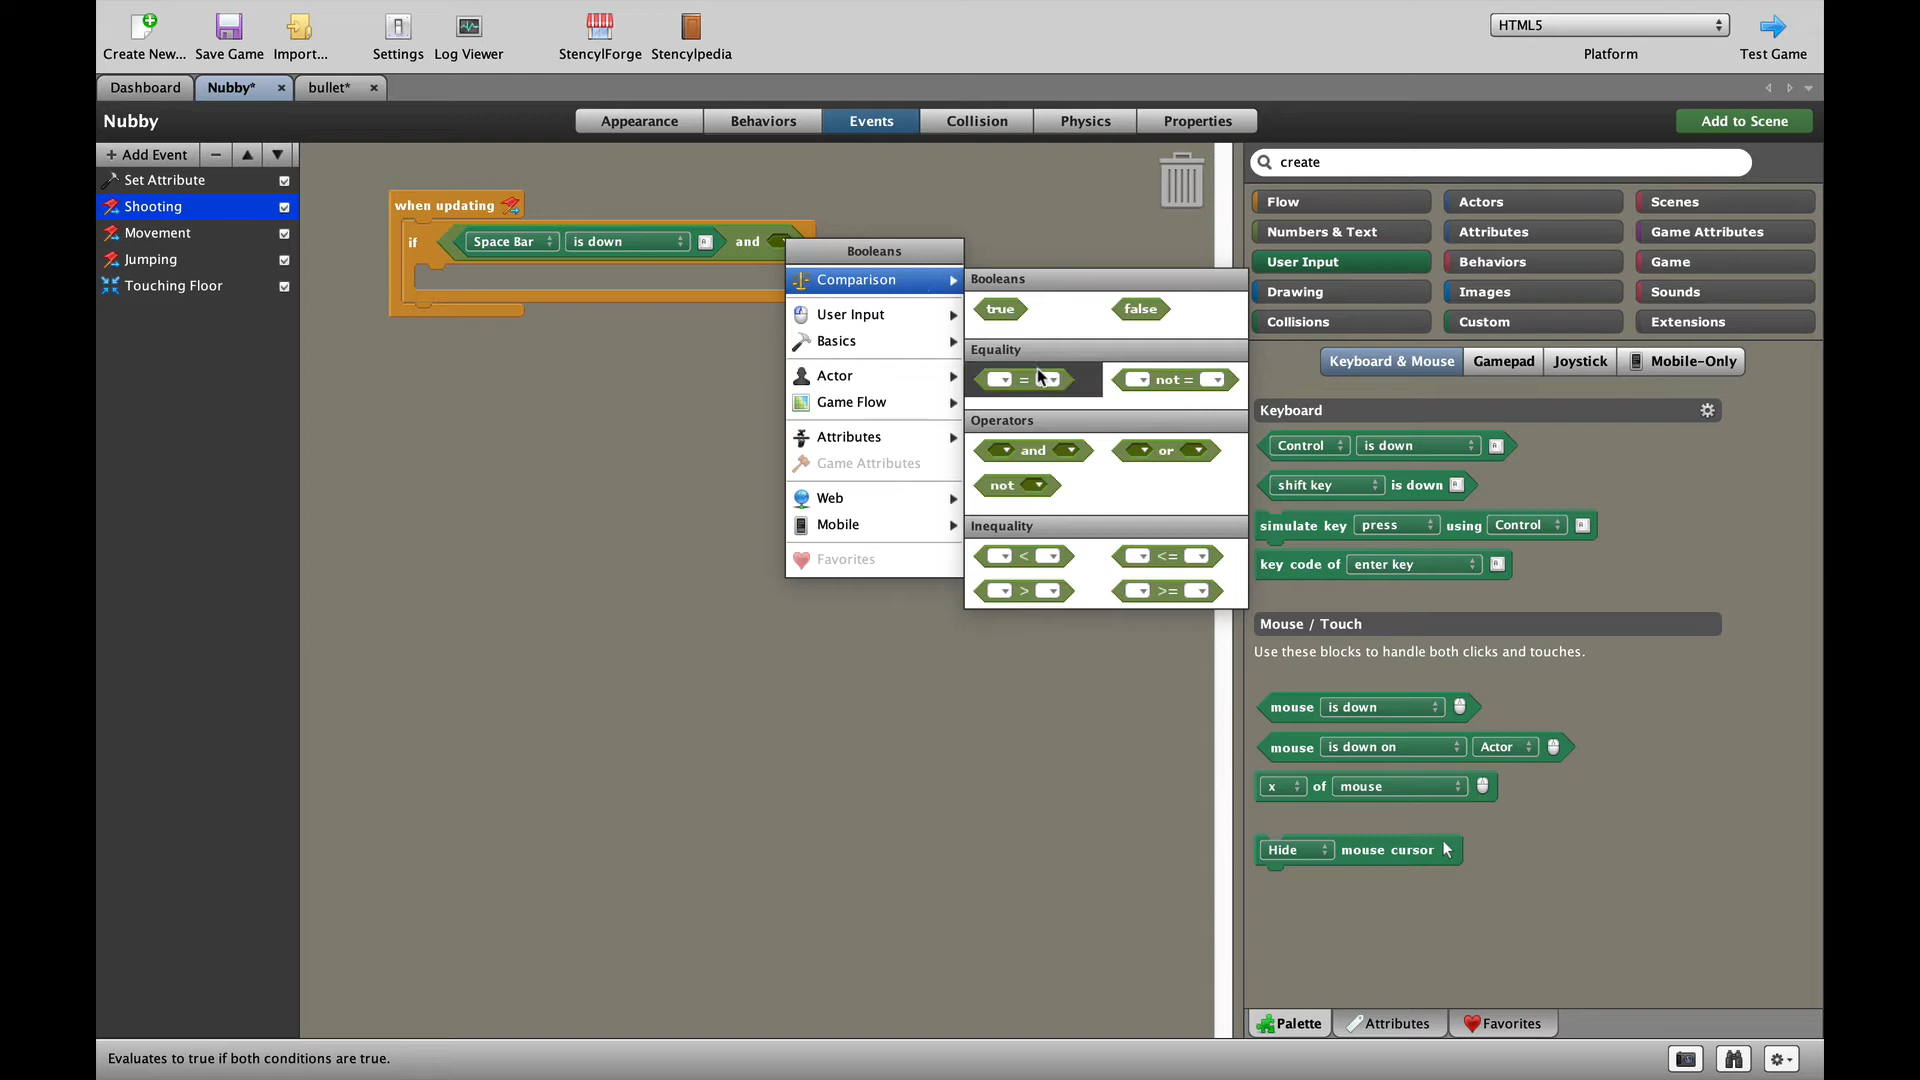 Create New...
Save Game
Import...
Settings
Log Viewer
StencylForge
Stencylpedia
HTML5
Platform
Test Game
Dashboard
Nubby*
bullet*
Nubby
Appearance
Behaviors
Events
Collision
Physics
Properties
Add to Scene
+ Add Event
Set Attribute
Shooting
Movement
Jumping
Touching Floor
when updating
if Space Bar is down and
Booleans
Comparison
User Input
Basics
Actor
Game Flow
Attributes
Game Attributes
Web
Mobile
Favorites
Booleans
true false
Equality
= not =
Operators
and or
not
Inequality
< <=
> >=
create
Flow Actors Scenes
Numbers & Text Attributes Game Attributes
User Input Behaviors Game
Drawing Images Sounds
Collisions Custom Extensions
Keyboard & Mouse Gamepad Joystick Mobile-Only
Keyboard
Control is down
shift key is down
simulate key press using Control
key code of enter key
Mouse / Touch
Use these blocks to handle both clicks and touches.
mouse is down
mouse is down on Actor
x of mouse
Hide mouse cursor
Palette Attributes Favorites
Evaluates to true if both conditions are true.